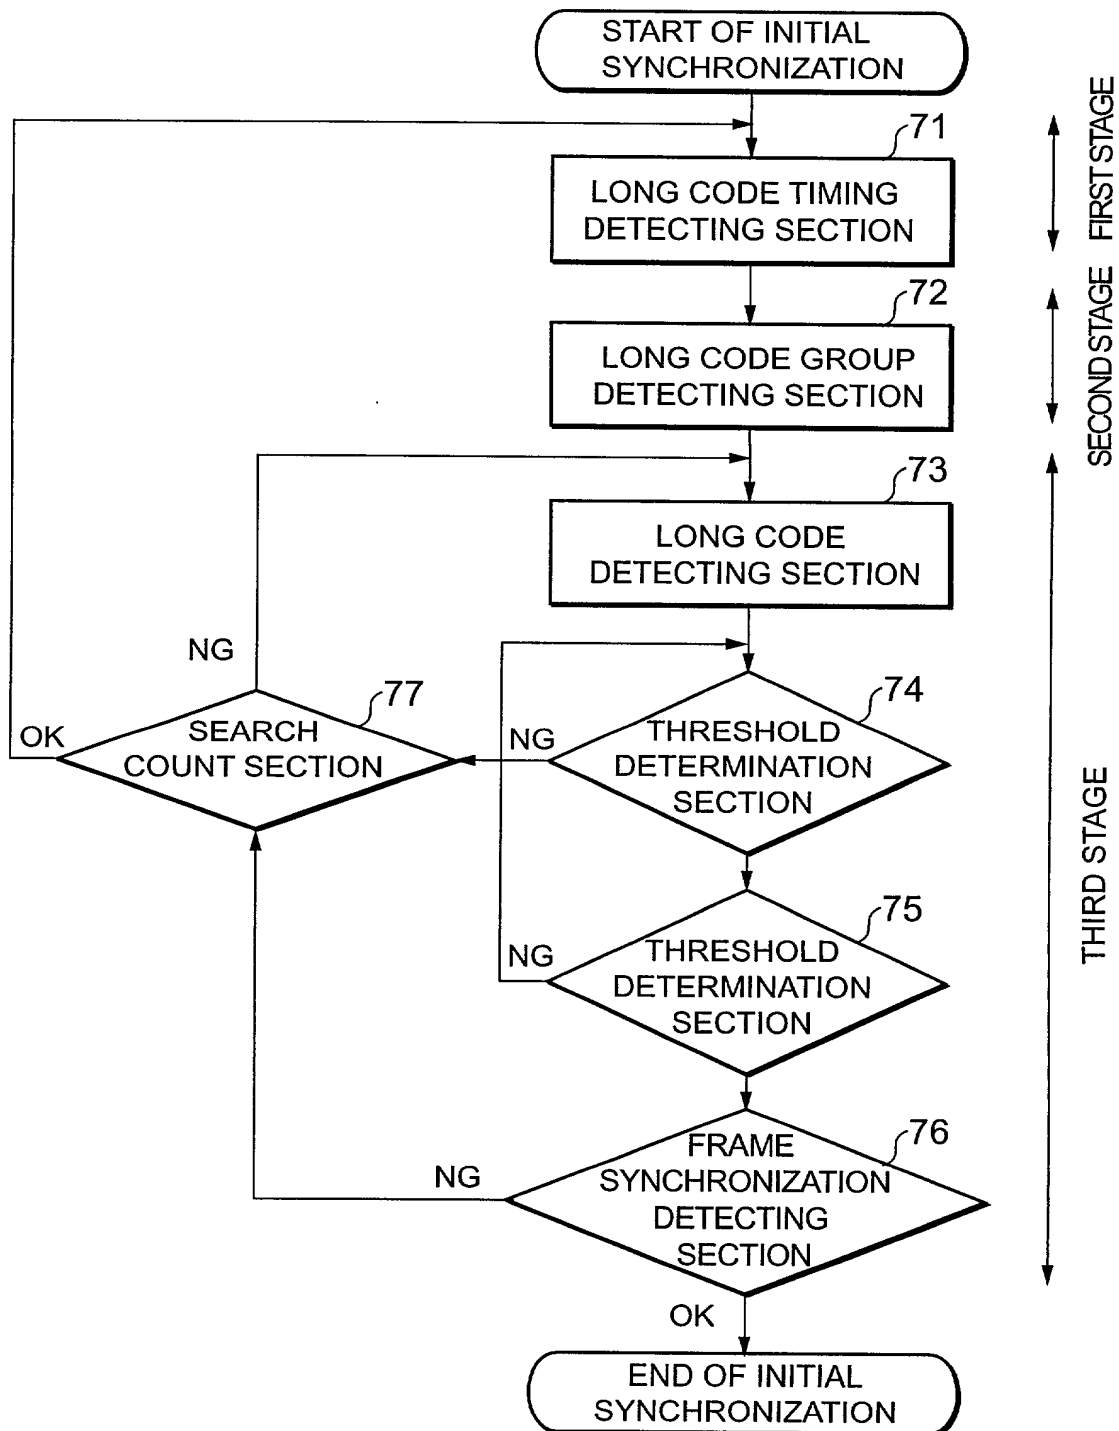 START OF INITIAL
SYNCHRONIZATION
71
LONG CODE TIMING
DETECTING SECTION
FIRST STAGE
72
LONG CODE GROUP
DETECTING SECTION
SECOND STAGE
73
LONG CODE
DETECTING SECTION
NG
77
OK
SEARCH
COUNT SECTION
NG
74
THRESHOLD
DETERMINATION
SECTION
THIRD STAGE
75
NG
THRESHOLD
DETERMINATION
SECTION
76
NG
FRAME
SYNCHRONIZATION
DETECTING
SECTION
OK
END OF INITIAL
SYNCHRONIZATION